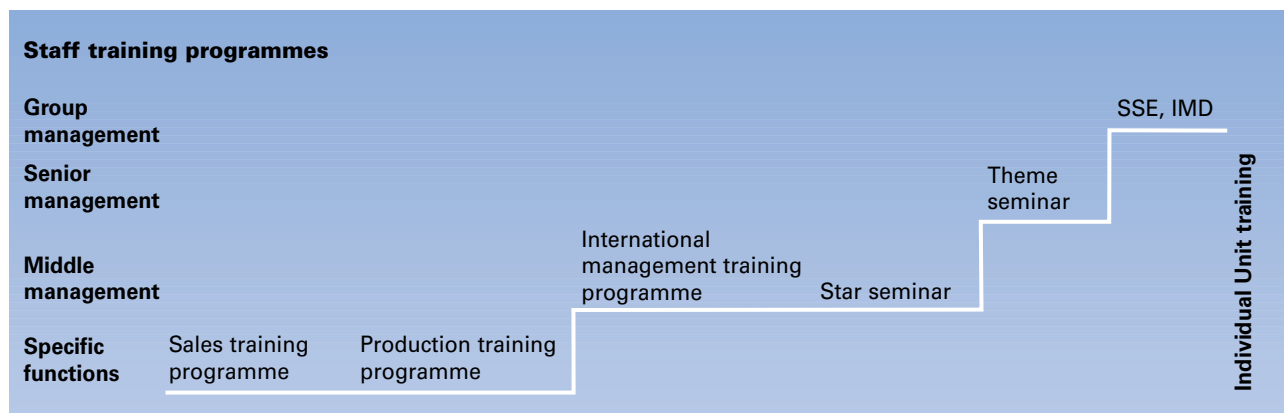 Staff training programmes
Group
management
SSE, IMD
Senior
management
Theme
seminar
Middle
management
International
management training
programme
Star seminar
Specific
functions
Sales training
programme
Production training
programme
Individual Unit training